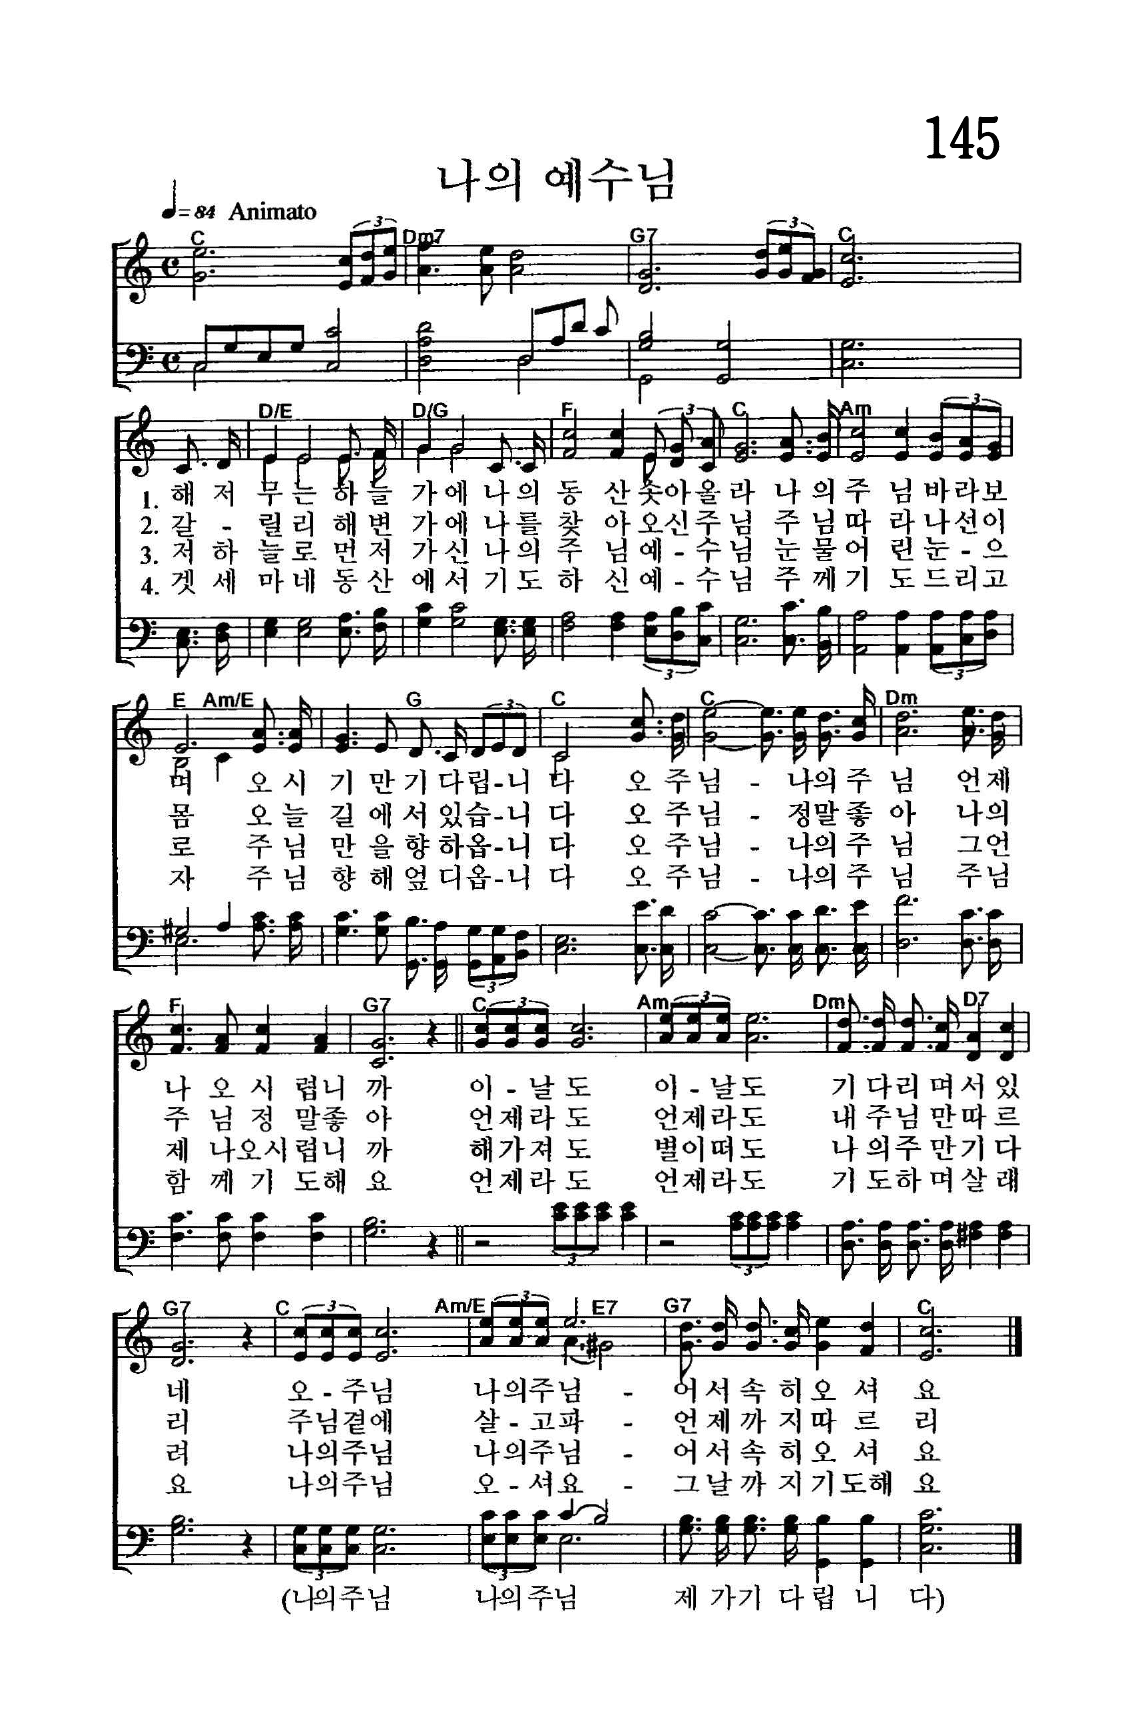 145
나의 예수님
♩= 84 Animato
C Dm7 G7 C
D/E D/G F C Am
1. 해 저 무 는 하 늘 가 에 나 의 동 산 솟아 올 라 나 의 주 님 바 라 보
2. 갈 - 릴 리 해 변 가 에 나 를 찾 아 오신 주 님 주 님 따 라 나 선 이
3. 저 하 늘 로 먼 저 가 신 나 의 주 님 예 - 수 님 눈 물 어 린 눈 - 으
4. 겟 세 마 네 동 산 에 서 기 도 하 신 예 - 수 님 주 께 기 도 드 리 고
E Am/E G C C Dm
며 오 시 기 만 기 다 립 - 니 다 오 주 님 - 나의 주 님 언 제
몸 오 늘 길 에 서 있 습 - 니 다 오 주 님 - 정말 좋 아 나 의
로 주 님 만 을 향 하 옵 - 니 다 오 주 님 - 나의 주 님 그 언
자 주 님 향 해 엎 디 옵 - 니 다 오 주 님 - 나의 주 님 주 님
F G7 C Am Dm D7
나 오 시 렵니 까 이 - 날 도 이 - 날 도 기 다 리 며 서 있
주 님 정 말좋 아 언 제 라 도 언 제 라 도 내 주 님 만 따 르
제 나오 시 렵니 까 해 가 져 도 별 이 떠 도 나 의 주 만 기 다
함 께 기 도해 요 언 제 라 도 언 제 라 도 기 도 하 며 살 래
G7 C Am/E E7 G7 C
네 오 - 주 님 나 의 주 님 - 어 서 속 히 오 셔 요
리 주 님 곁 에 살 - 고 파 - 언 제 까 지 따 르 리
려 나 의 주 님 나 의 주 님 - 어 서 속 히 오 셔 요
요 나 의 주 님 오 - 셔 요 - 그 날 까 지 기 도해 요
(나의 주 님 나의 주 님 제 가 기 다 립 니 다)